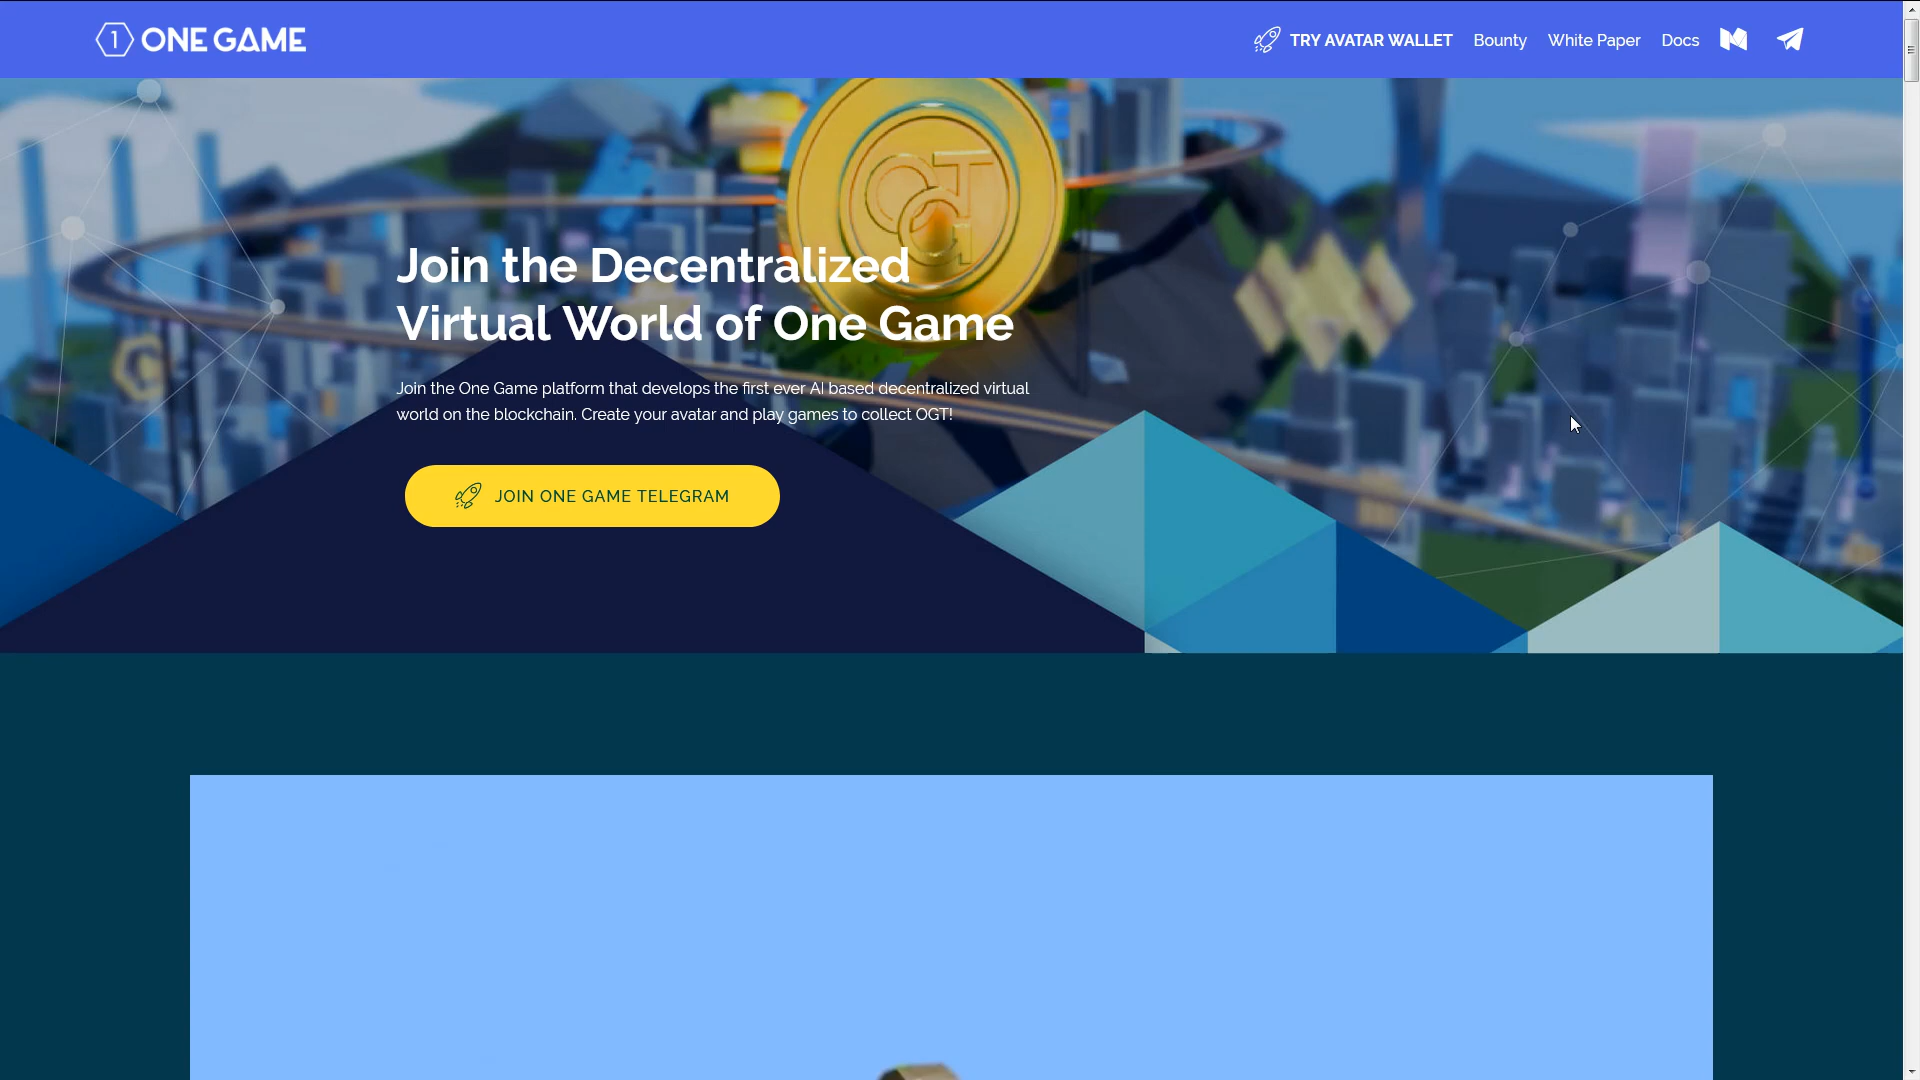 1 ONE GAME
TRY AVATAR WALLET Bounty White Paper Docs
OTG
Join the Decentralized
Virtual World of One Game
Join the One Game platform that develops the first ever AI based decentralized virtual
world on the blockchain. Create your avatar and play games to collect OGT!
JOIN ONE GAME TELEGRAM